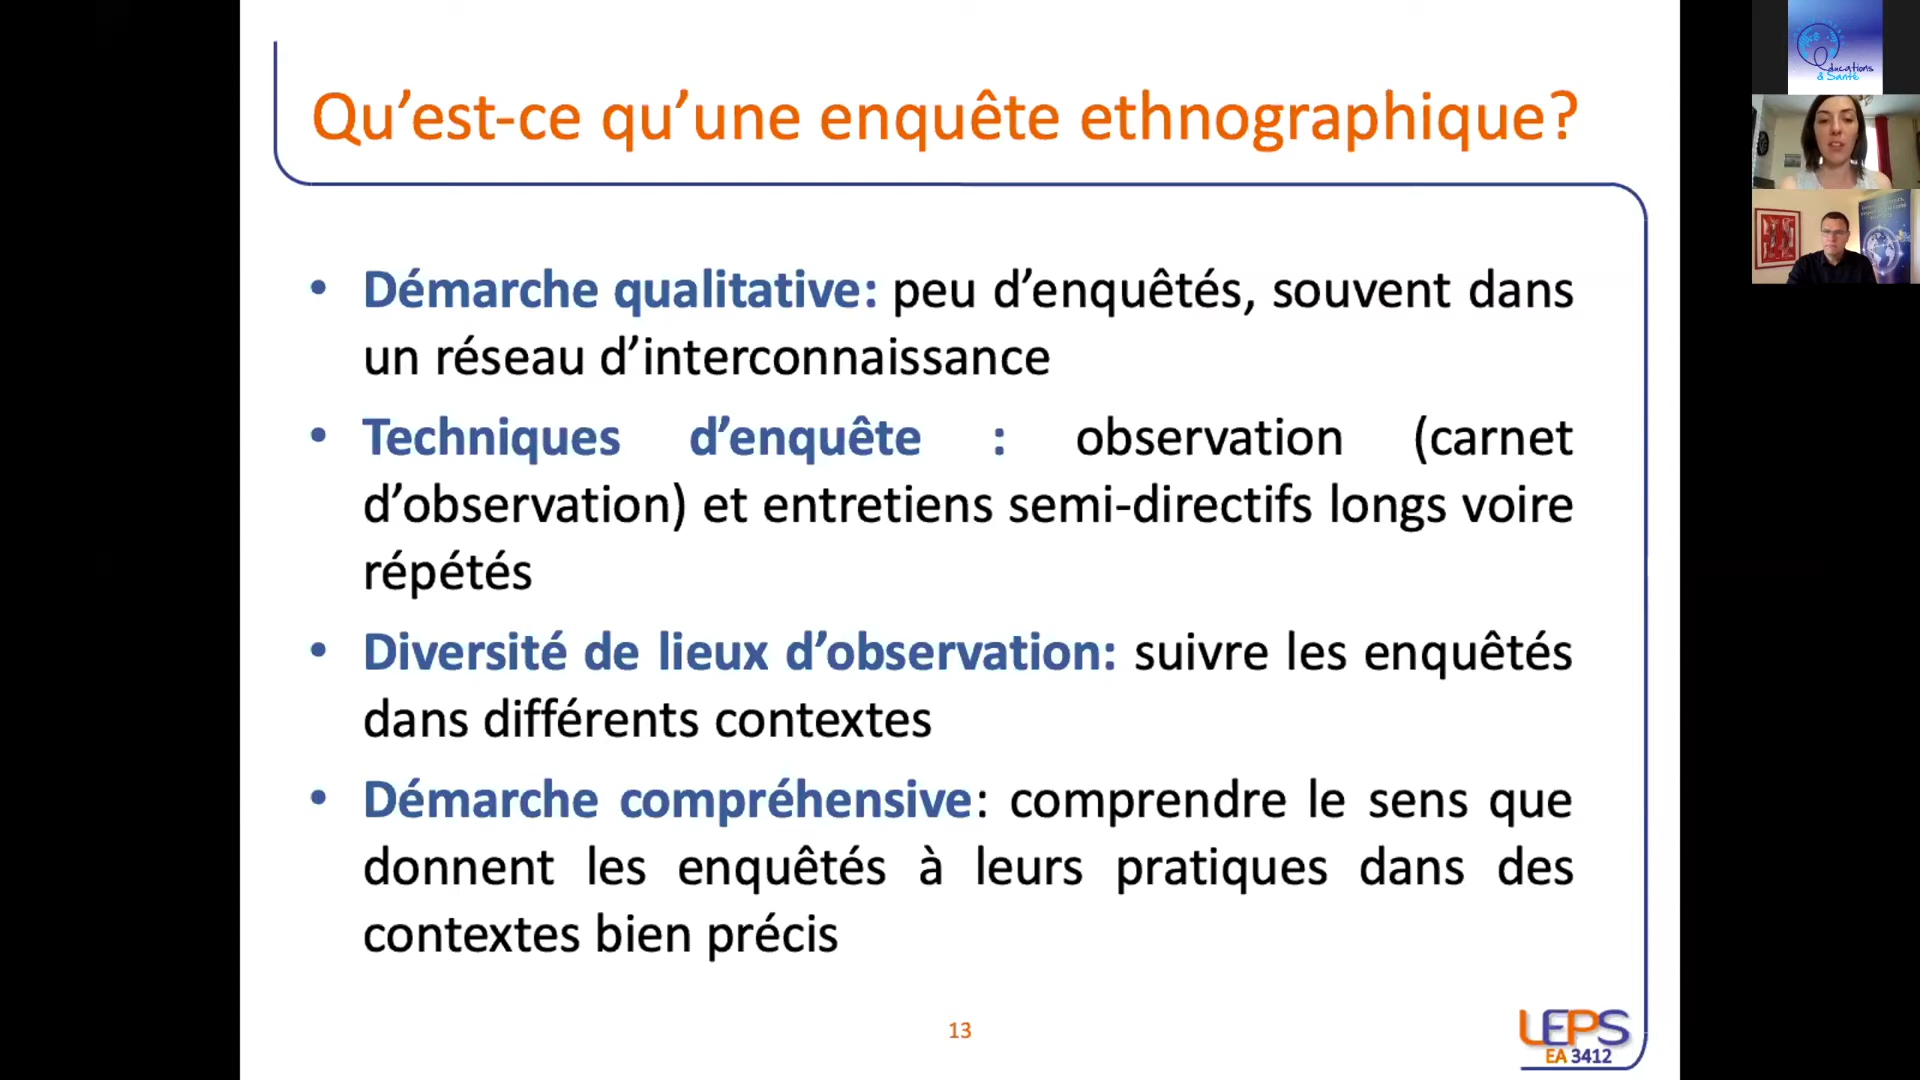 Qu’est-ce qu’une enquête ethnographique?
• Démarche qualitative: peu d’enquêtés, souvent dans
un réseau d’interconnaissance
• Techniques d’enquête : observation (carnet
d’observation) et entretiens semi-directifs longs voire
répétés
• Diversité de lieux d’observation: suivre les enquêtés
dans différents contextes
• Démarche compréhensive: comprendre le sens que
donnent les enquêtés à leurs pratiques dans des
contextes bien précis
13
LEPS
EA 3412
Educations
& Santé